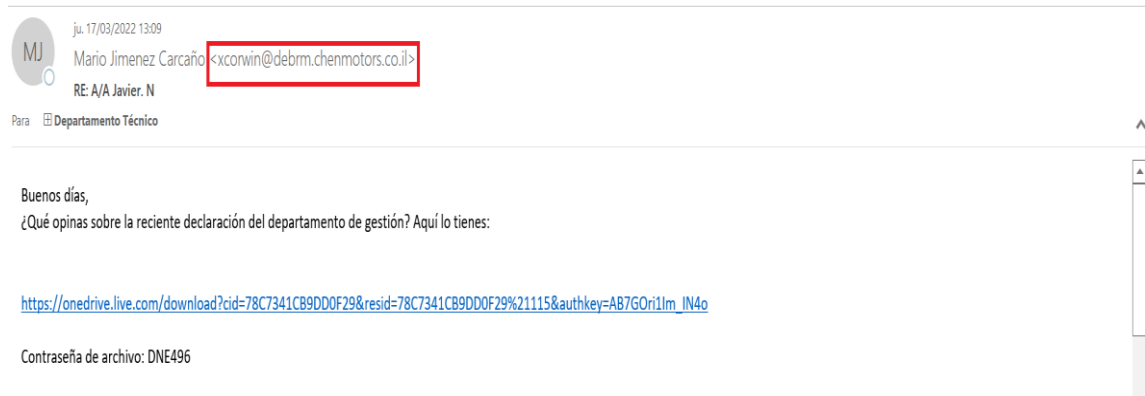 ju. 17/03/2022 13:09
MJ
Mario Jimenez Carcaño <xcorwin@debrm.chenmotors.co.il>
RE: A/A Javier. N
Para Departamento Técnico
Buenos días,
¿Qué opinas sobre la reciente declaración del departamento de gestión? Aquí lo tienes:
https://onedrive.live.com/download?cid=78C7341CB9DD0F29&resid=78C7341CB9DD0F29%21115&authkey=AB7GOri1Im_IN4o
Contraseña de archivo: DNE496